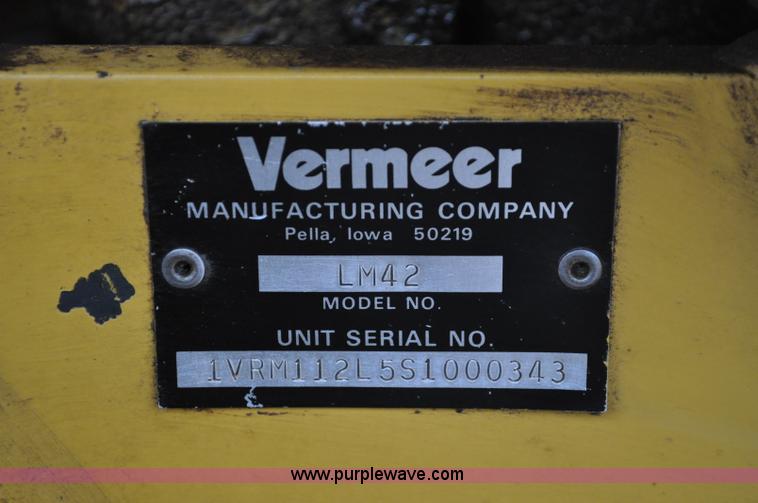 Vermeer
MANUFACTURING COMPANY
Pella, Iowa 50219
LM42
MODEL NO.
UNIT SERIAL NO.
1VRM112L5S1000343
www.purplewave.com